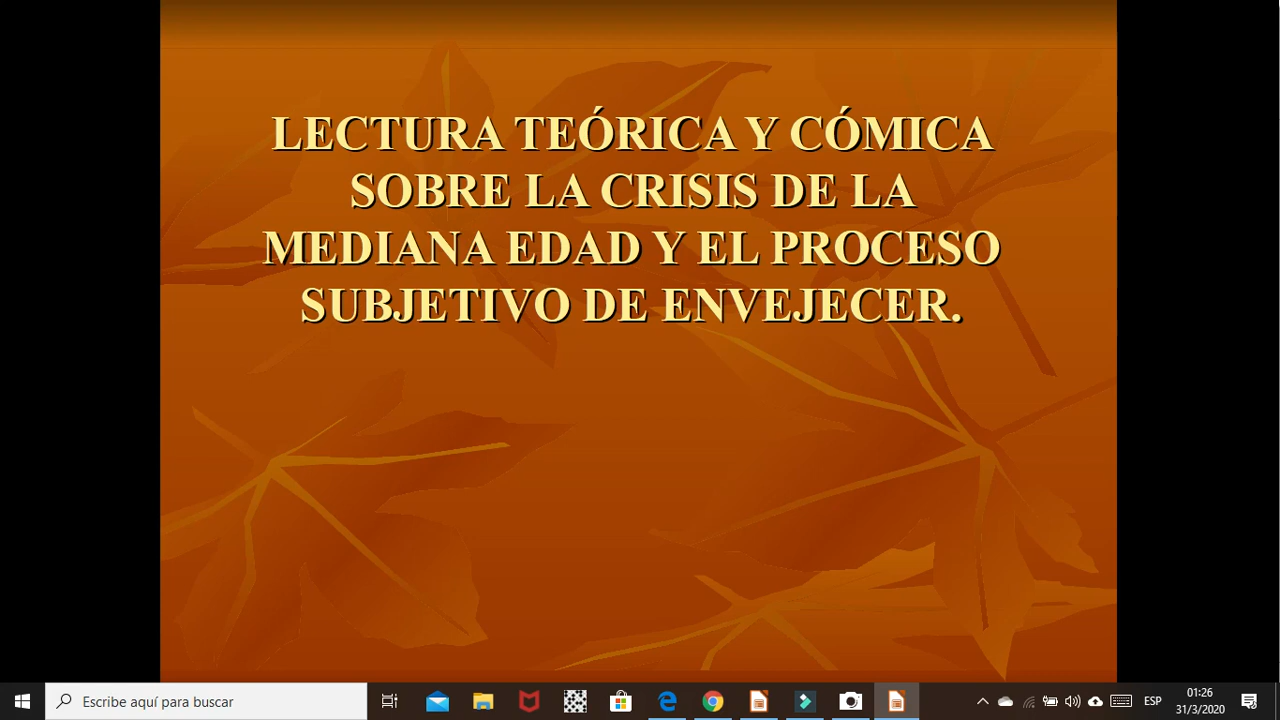 LECTURA TEÓRICA Y CÓMICA
SOBRE LA CRISIS DE LA
MEDIANA EDAD Y EL PROCESO
SUBJETIVO DE ENVEJECER.
Escribe aquí para buscar
ESP
01:26
31/3/2020